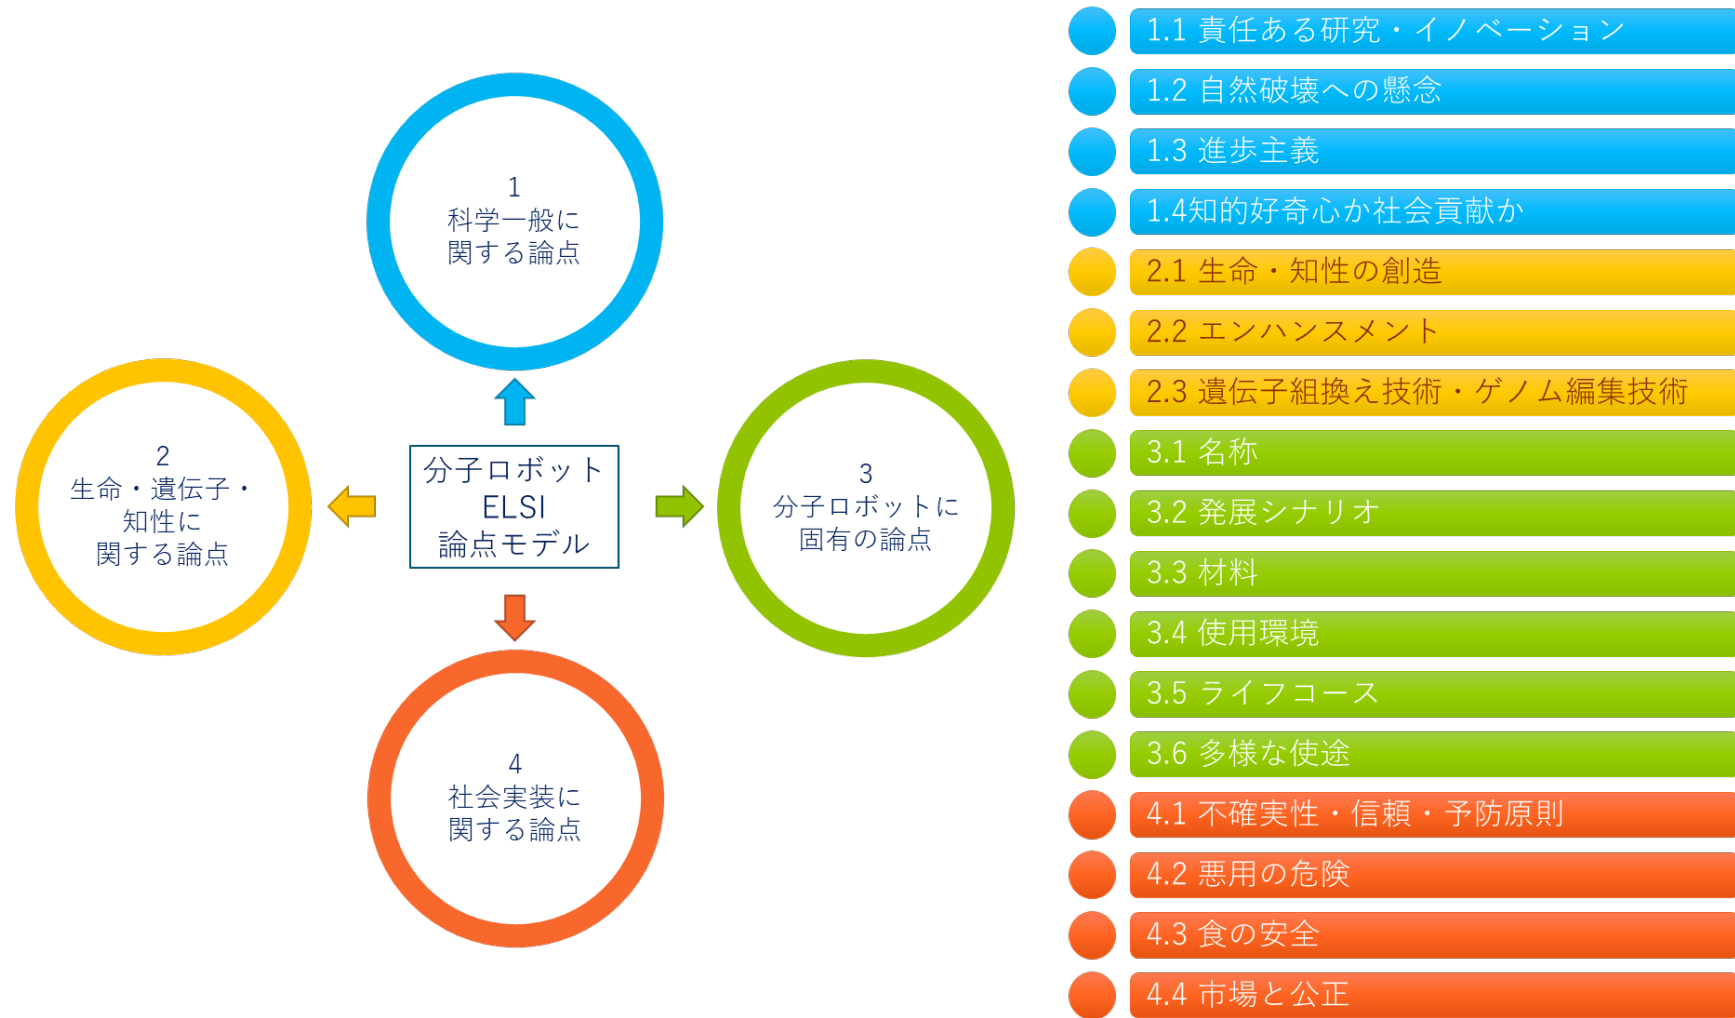 1
科学一般に
関する論点
2
生命・遺伝子・
知性に
関する論点
分子ロボット
ELSI
論点モデル
3
分子ロボットに
固有の論点
4
社会実装に
関する論点
1.1 責任ある研究・イノベーション
1.2 自然破壊への懸念
1.3 進歩主義
1.4知的好奇心か社会貢献か
2.1 生命・知性の創造
2.2 エンハンスメント
2.3 遺伝子組換え技術・ゲノム編集技術
3.1 名称
3.2 発展シナリオ
3.3 材料
3.4 使用環境
3.5 ライフコース
3.6 多様な使途
4.1 不確実性・信頼・予防原則
4.2 悪用の危険
4.3 食の安全
4.4 市場と公正